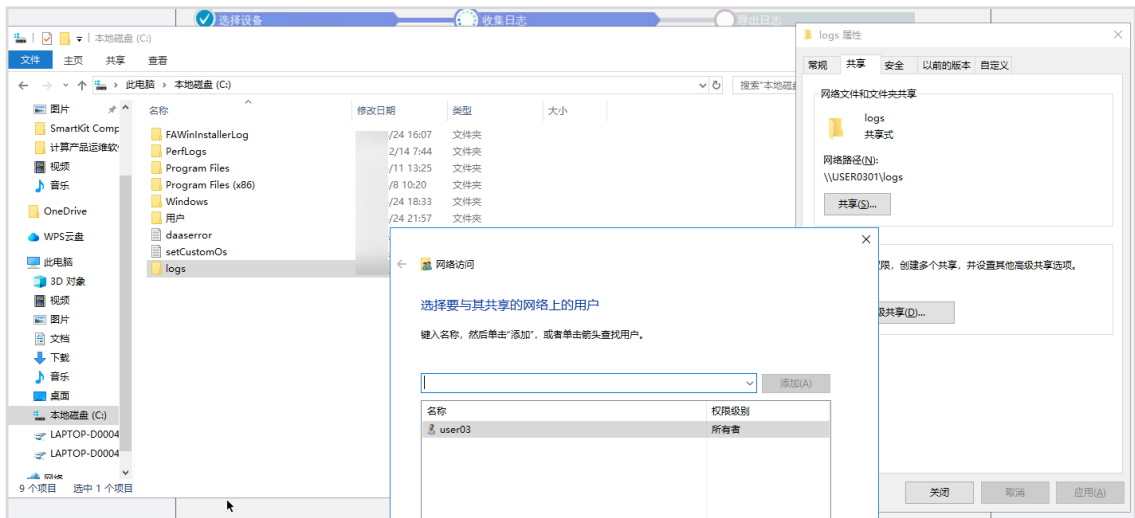 选择设备
收集日志
导出日志
本地磁盘 (C:)
文件 主页 共享 查看
此电脑 本地磁盘 (C:)
搜索"本地磁盘
图片
SmartKit Comp
计算产品运维软
视频
音乐
OneDrive
WPS云盘
此电脑
3D 对象
视频
图片
文档
下载
音乐
桌面
本地磁盘 (C:)
LAPTOP-D0004
LAPTOP-D0004
网络
9 个项目 选中 1 个项目
名称 修改日期 类型 大小
FAWinInstallerLog /24 16:07 文件夹
PerfLogs 2/14 7:44 文件夹
Program Files /11 13:25 文件夹
Program Files (x86) /8 10:20 文件夹
Windows /24 18:33 文件夹
用户 /24 21:57 文件夹
daaserror
setCustomOs
logs
网络访问
选择要与其共享的网络上的用户
键入名称，然后单击"添加"，或者单击箭头查找用户。
添加(A)
名称 权限级别
user03 所有者
logs 属性
常规 共享 安全 以前的版本 自定义
网络文件和文件夹共享
logs
共享式
网络路径(N):
\\USER0301\logs
共享(S)...
限，创建多个共享，并设置其他高级共享选项。
级共享(D)...
关闭 取消 应用(A)